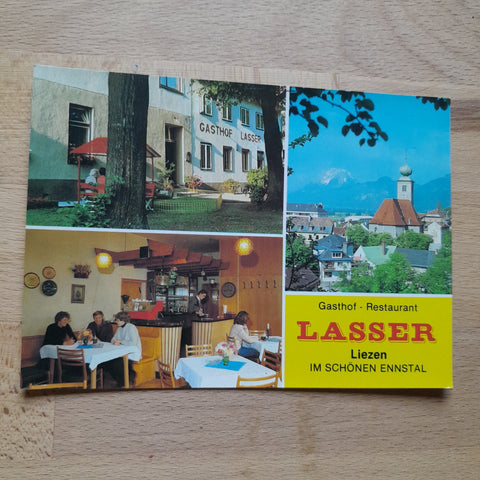 GASTHOF LASSER
Gasthof - Restaurant
LASSER
Liezen
IM SCHÖNEN ENNSTAL